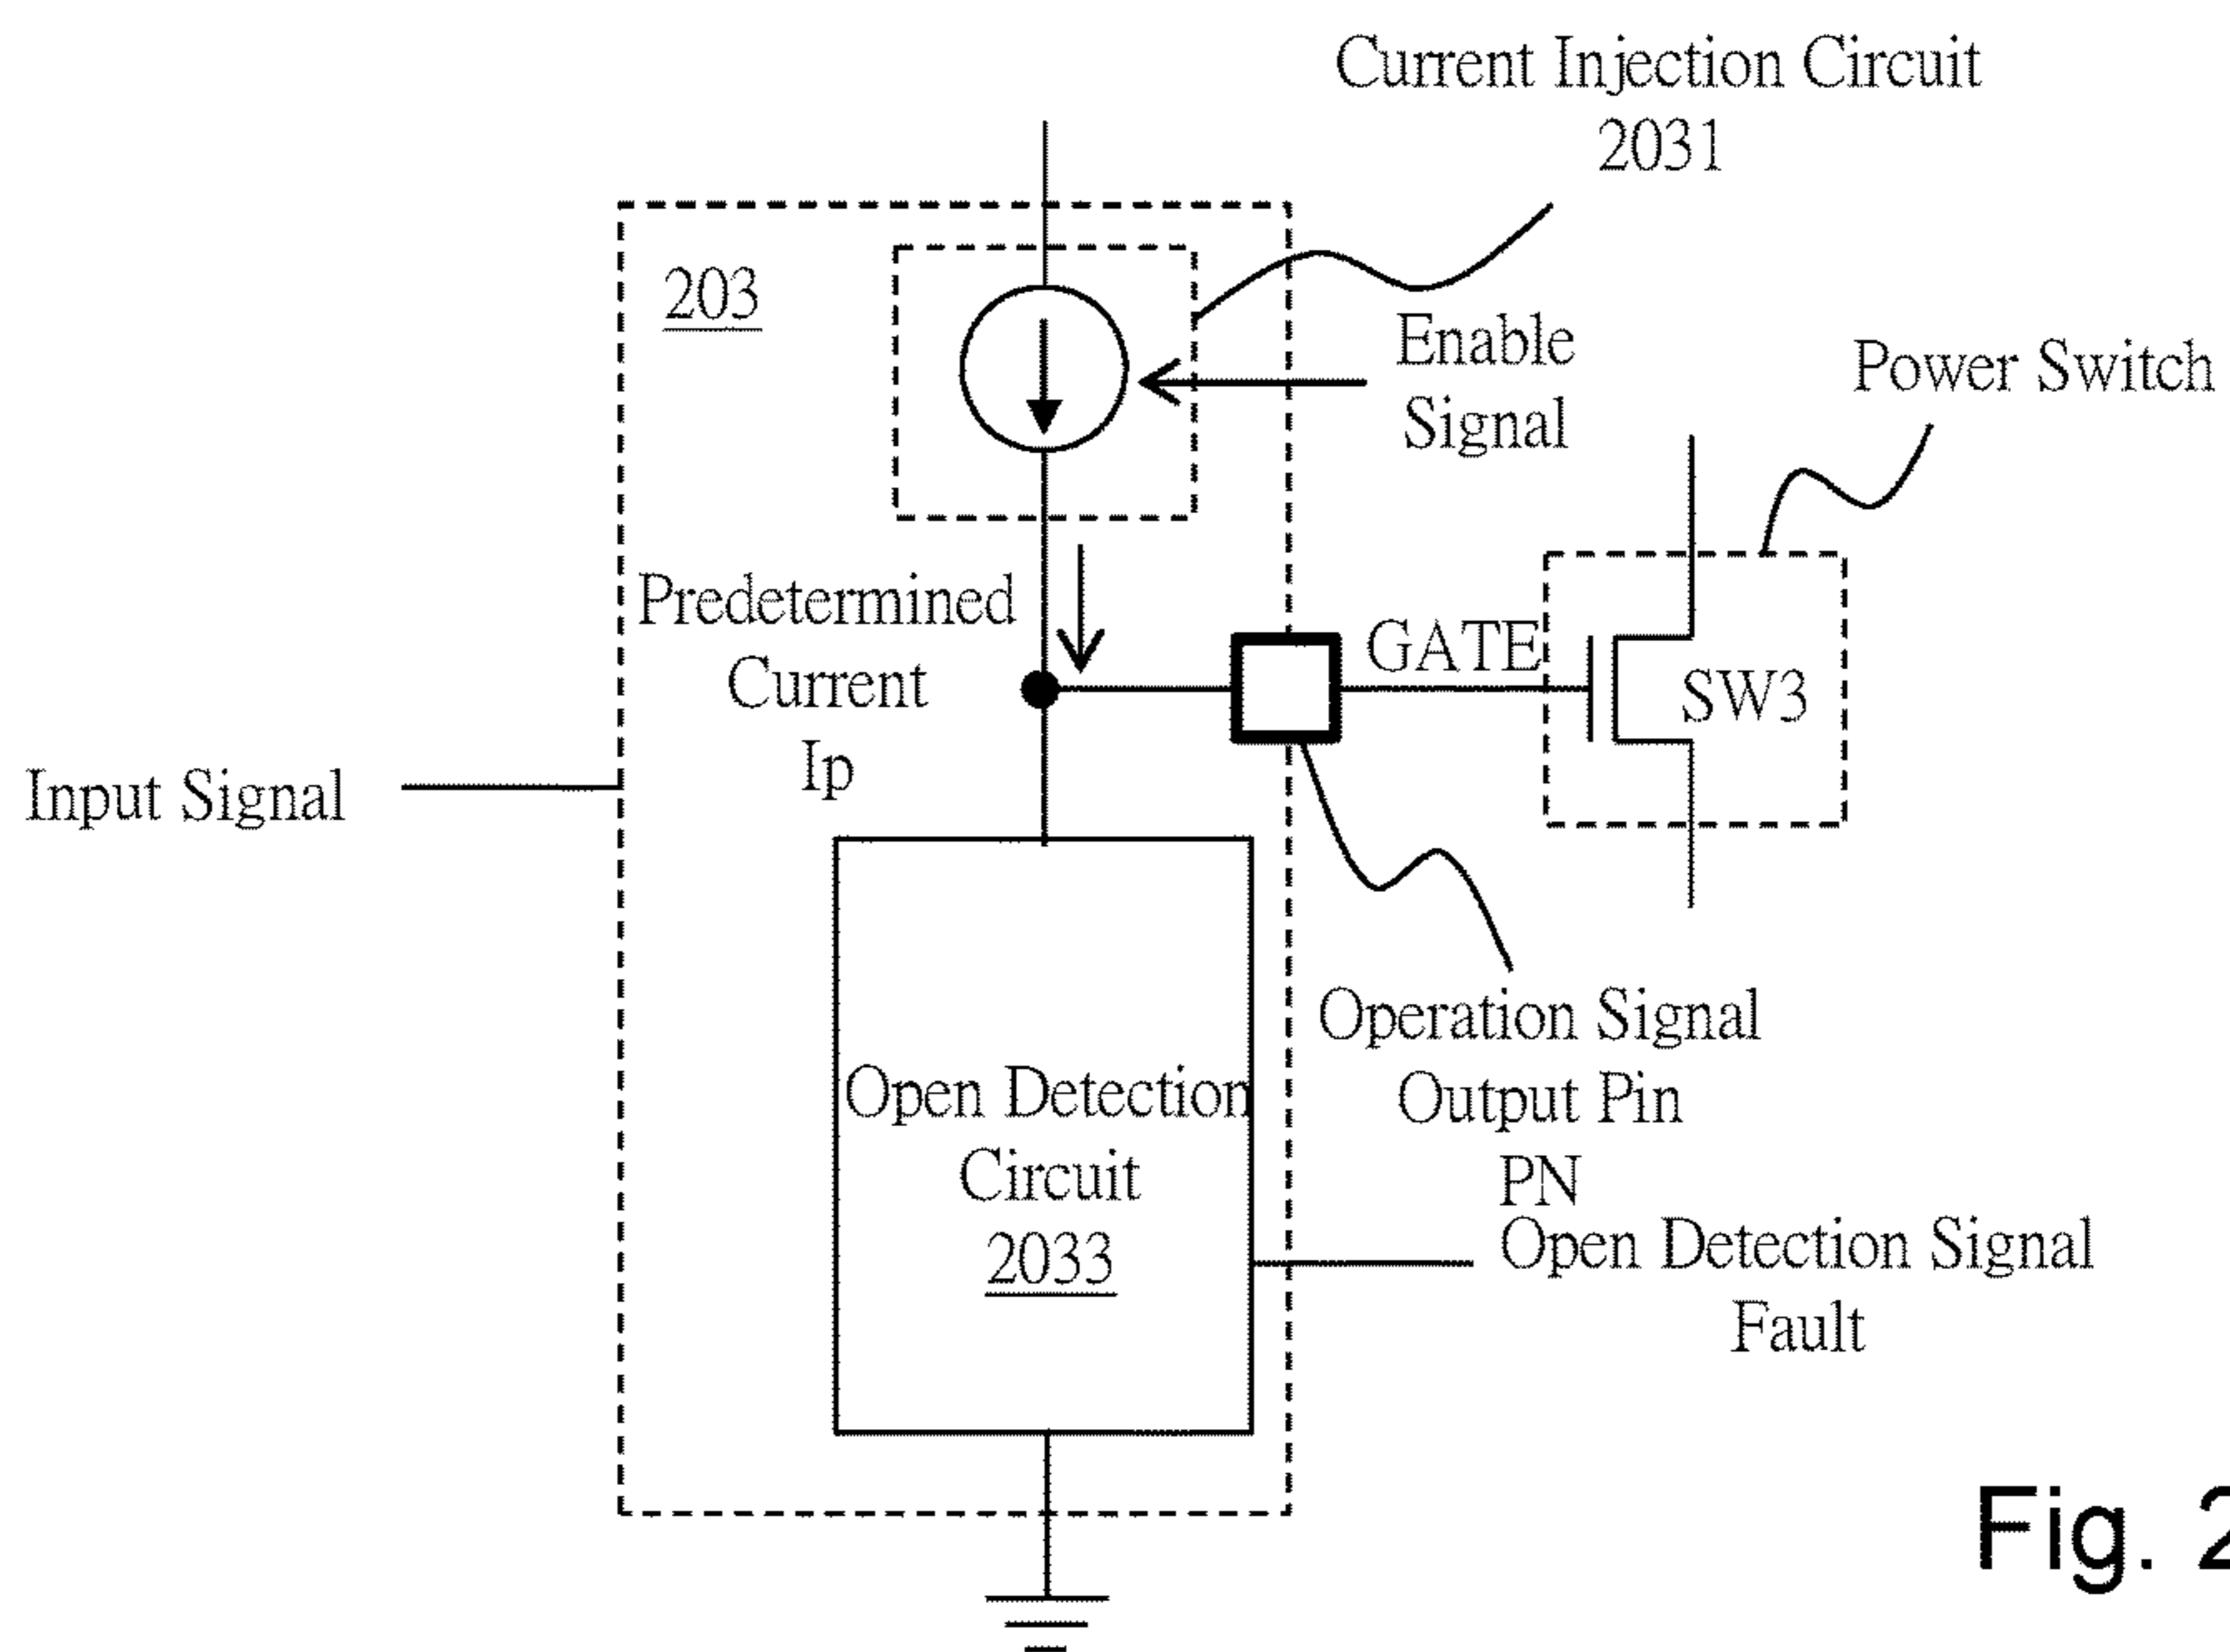 Current Injection Circuit
2031
203
Enable
Signal
Power Switch
Predetermined
Current
Ip
GATE
SW3
Input Signal
Operation Signal
Output Pin
PN
Open Detection
Circuit
2033
Open Detection Signal
Fault
Fig. 2